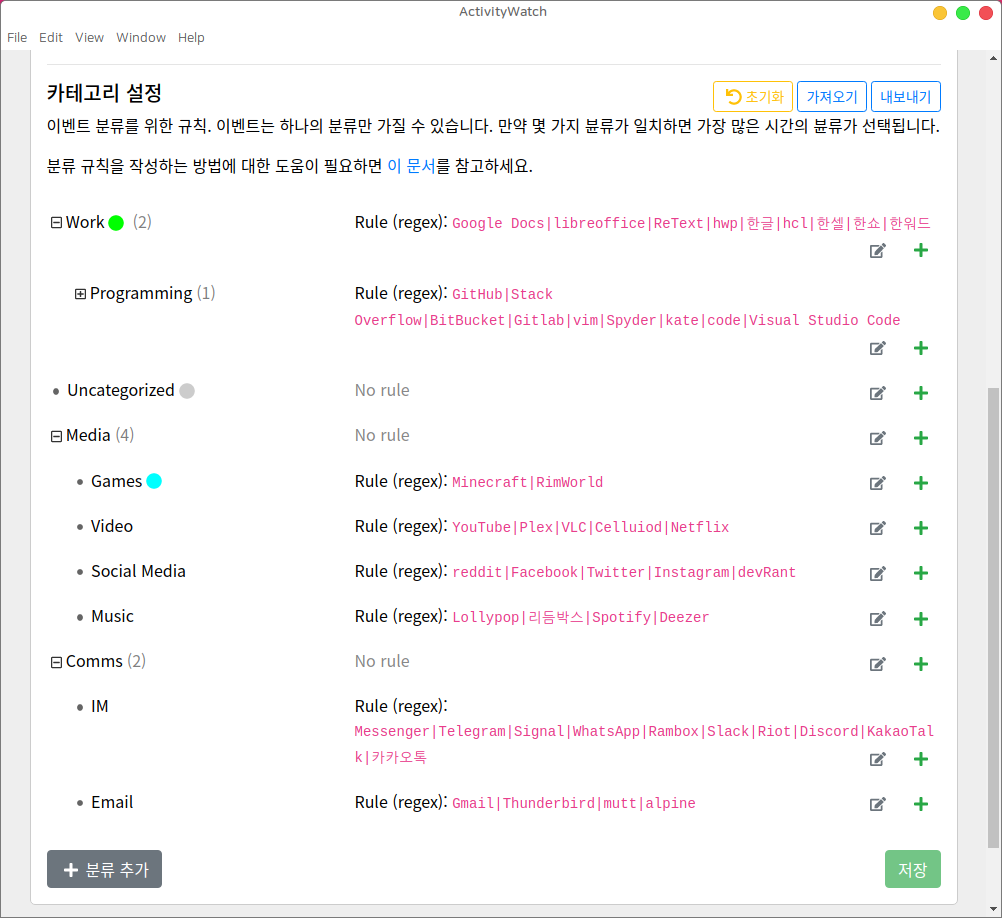 ActivityWatch
File Edit View Window Help
카테고리 설정
초기화 가져오기 내보내기
이벤트 분류를 위한 규칙. 이벤트는 하나의 분류만 가질 수 있습니다. 만약 몇 가지 뷴류가 일치하면 가장 많은 시간의 뷴류가 선택됩니다.
분류 규칙을 작성하는 방법에 대한 도움이 필요하면 이 문서를 참고하세요.
Work (2) Rule (regex): Google Docs|libreoffice|ReText|hwp|한글|hcl|한셀|한쇼|한워드
Programming (1) Rule (regex): GitHub|Stack
Overflow|BitBucket|Gitlab|vim|Spyder|kate|code|Visual Studio Code
Uncategorized No rule
Media (4) No rule
Games Rule (regex): Minecraft|RimWorld
Video Rule (regex): YouTube|Plex|VLC|Celluiod|Netflix
Social Media Rule (regex): reddit|Facebook|Twitter|Instagram|devRant
Music Rule (regex): Lollypop|리듬박스|Spotify|Deezer
Comms (2) No rule
IM Rule (regex):
Messenger|Telegram|Signal|WhatsApp|Rambox|Slack|Riot|Discord|KakaoTal
k|카카오톡
Email Rule (regex): Gmail|Thunderbird|mutt|alpine
분류 추가 저장